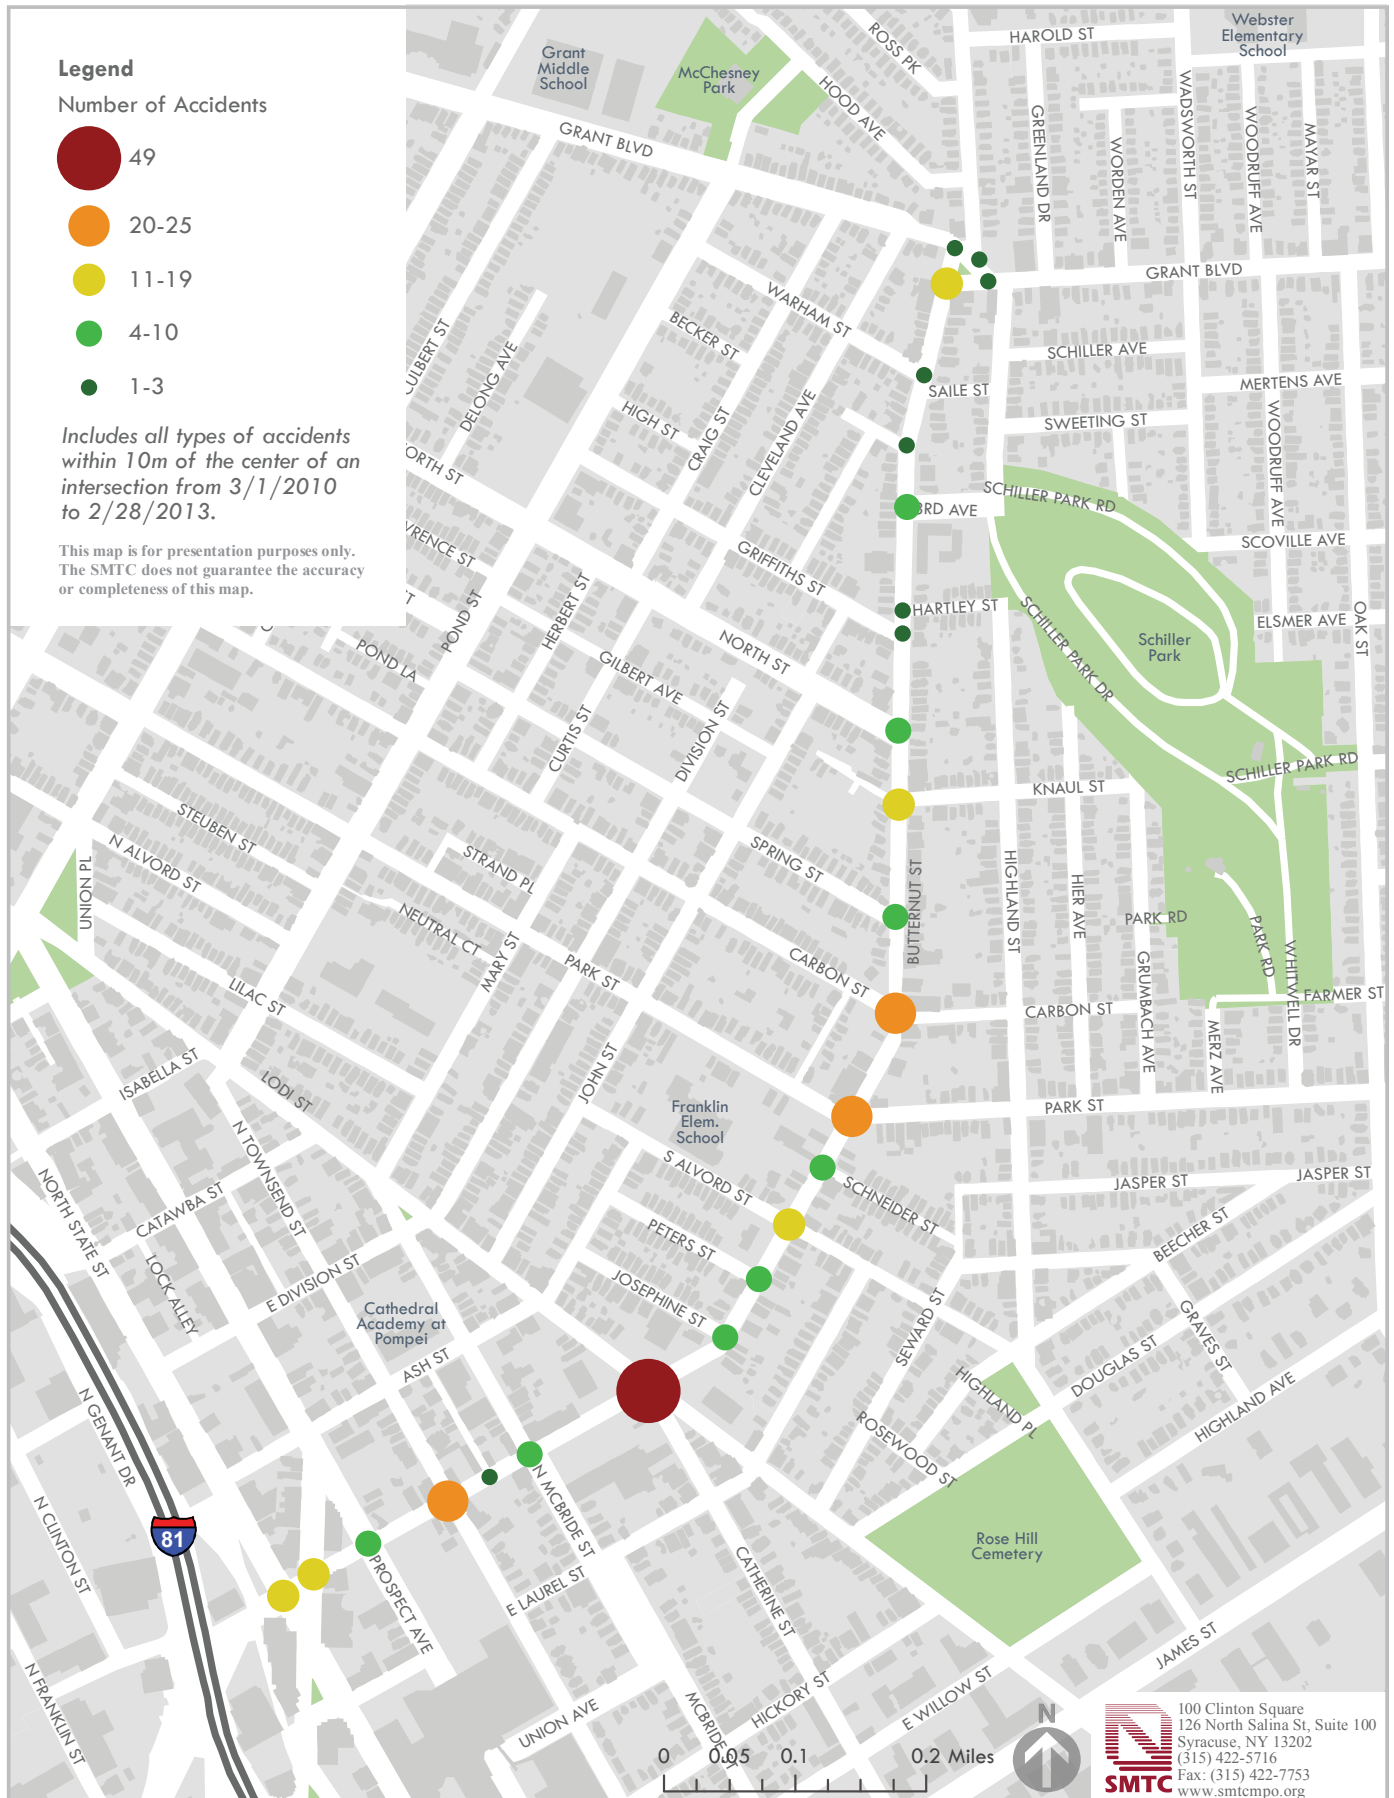 Legend
Number of Accidents
49
20-25
11-19
4-10
1-3
Includes all types of accidents
within 10m of the center of an
intersection from 3/1/2010
to 2/28/2013.
This map is for presentation purposes only.
The SMTC does not guarantee the accuracy
or completeness of this map.
Grant
Middle
School
McChesney
Park
Webster
Elementary
School
ROSS PK
HAROLD ST
HOOD AVE
GRANT BLVD
GREENLAND DR
WORDEN AVE
WADSWORTH ST
WOODRUFF AVE
MAYAR ST
GRANT BLVD
WARHAM ST
BECKER ST
SCHILLER AVE
CULBERT ST
DELONG AVE
SAILE ST
MERTENS AVE
HIGH ST
CRAIG ST
CLEVELAND AVE
SWEETING ST
WOODRUFF AVE
ORTH ST
SCHILLER PARK RD
3RD AVE
WRENCE ST
GRIFFITHS ST
SCOVILLE AVE
HERBERT ST
POND ST
HARTLEY ST
ELSMER AVE
OAK ST
ST
POND LA
NORTH ST
SCHILLER PARK DR
Schiller
Park
GILBERT AVE
CURTIS ST
DIVISION ST
SCHILLER PARK RD
KNAUL ST
STEUBEN ST
N ALVORD ST
STRAND PL
SPRING ST
UNION PL
BUTTERNUT ST
HIGHLAND ST
HIER AVE
PARK RD
PARK RD
NEUTRAL CT
MARY ST
PARK ST
CARBON ST
GRUMBACH AVE
WHITWELL DR
LILAC ST
FARMER ST
CARBON ST
MERZ AVE
ISABELLA ST
LODI ST
JOHN ST
Franklin
Elem.
School
PARK ST
N TOWNSEND ST
S ALVORD ST
SCHNEIDER ST
JASPER ST
JASPER ST
NORTH STATE ST
CATAWBA ST
PETERS ST
BEECHER ST
LOCK ALLEY
E DIVISION ST
JOSEPHINE ST
SEWARD ST
GRAVES ST
Cathedral
Academy at
Pompei
ASH ST
DOUGLAS ST
HIGHLAND PL
HIGHLAND AVE
N GENANT DR
ROSEWOOD ST
N CLINTON ST
81
N MCBRIDE ST
Rose Hill
Cemetery
PROSPECT AVE
E LAUREL ST
CATHERINE ST
JAMES ST
N FRANKLIN ST
HICKORY ST
E WILLOW ST
UNION AVE
MCBRIDE ST
0 0.05 0.1 0.2 Miles
N
SMTC
100 Clinton Square
126 North Salina St, Suite 100
Syracuse, NY 13202
(315) 422-5716
Fax: (315) 422-7753
www.smtcmpo.org